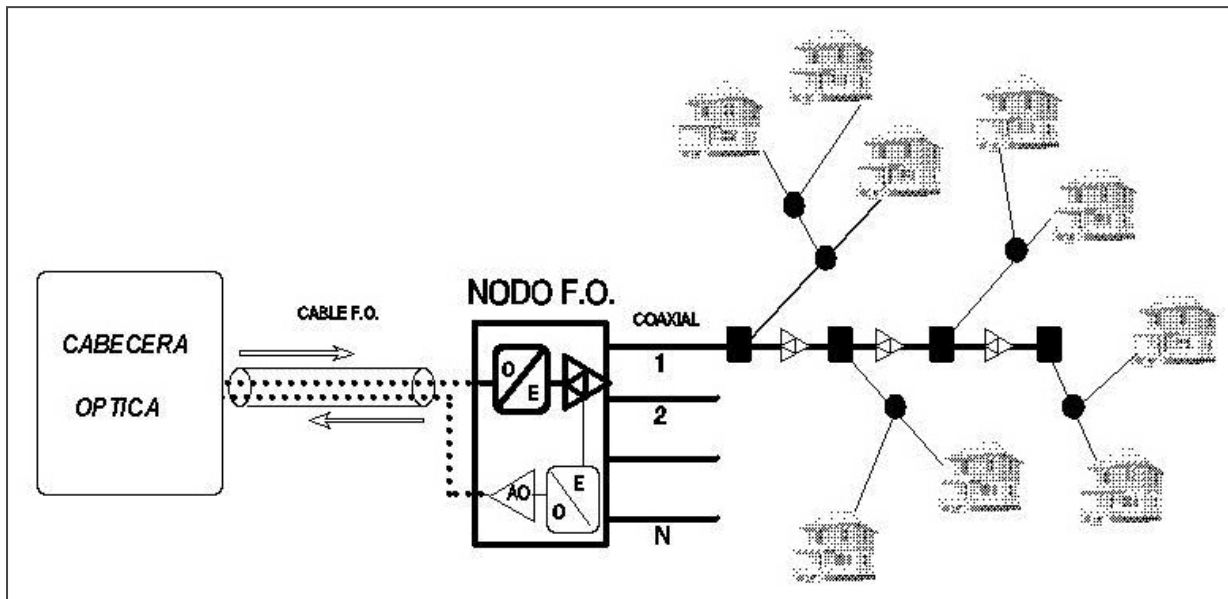 CABECERA
OPTICA
CABLE F.O.
NODO F.O.
O
E
AO
E
O
COAXIAL
1
2
N